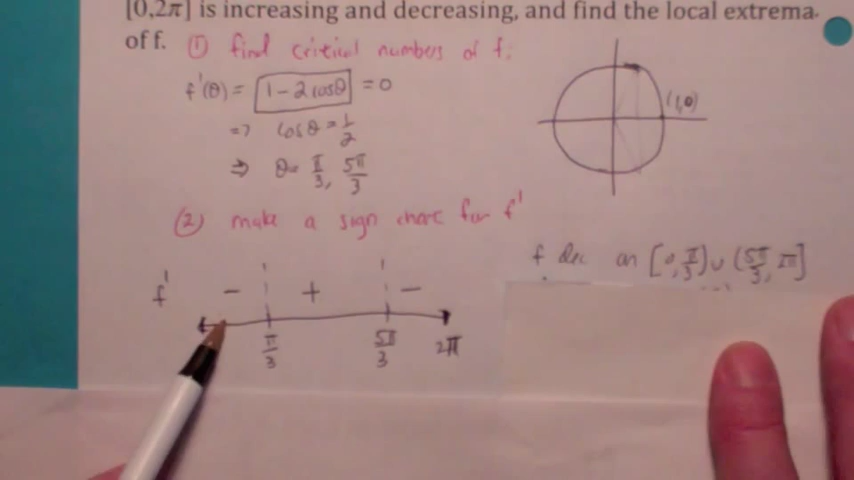 [0,2π] is increasing and decreasing, and find the local extrema
of f. ① find critical numbers of f:
f'(θ) = 1-2cosθ = 0
(1,0)
=> cosθ = 1/2
=> θ = π/3, 5π/3
② make a sign chart for f'
f dec on [0, π/3) ∪ (5π/3, 2π]
f' - + -
π/3 5π/3 2π